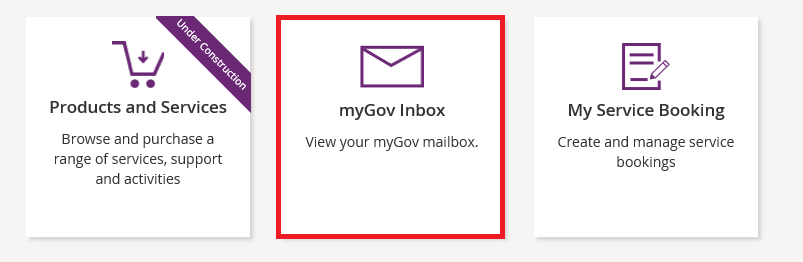 Under Construction
Products and Services
Browse and purchase a
range of services, support
and activities
myGov Inbox
View your myGov mailbox.
My Service Booking
Create and manage service
bookings